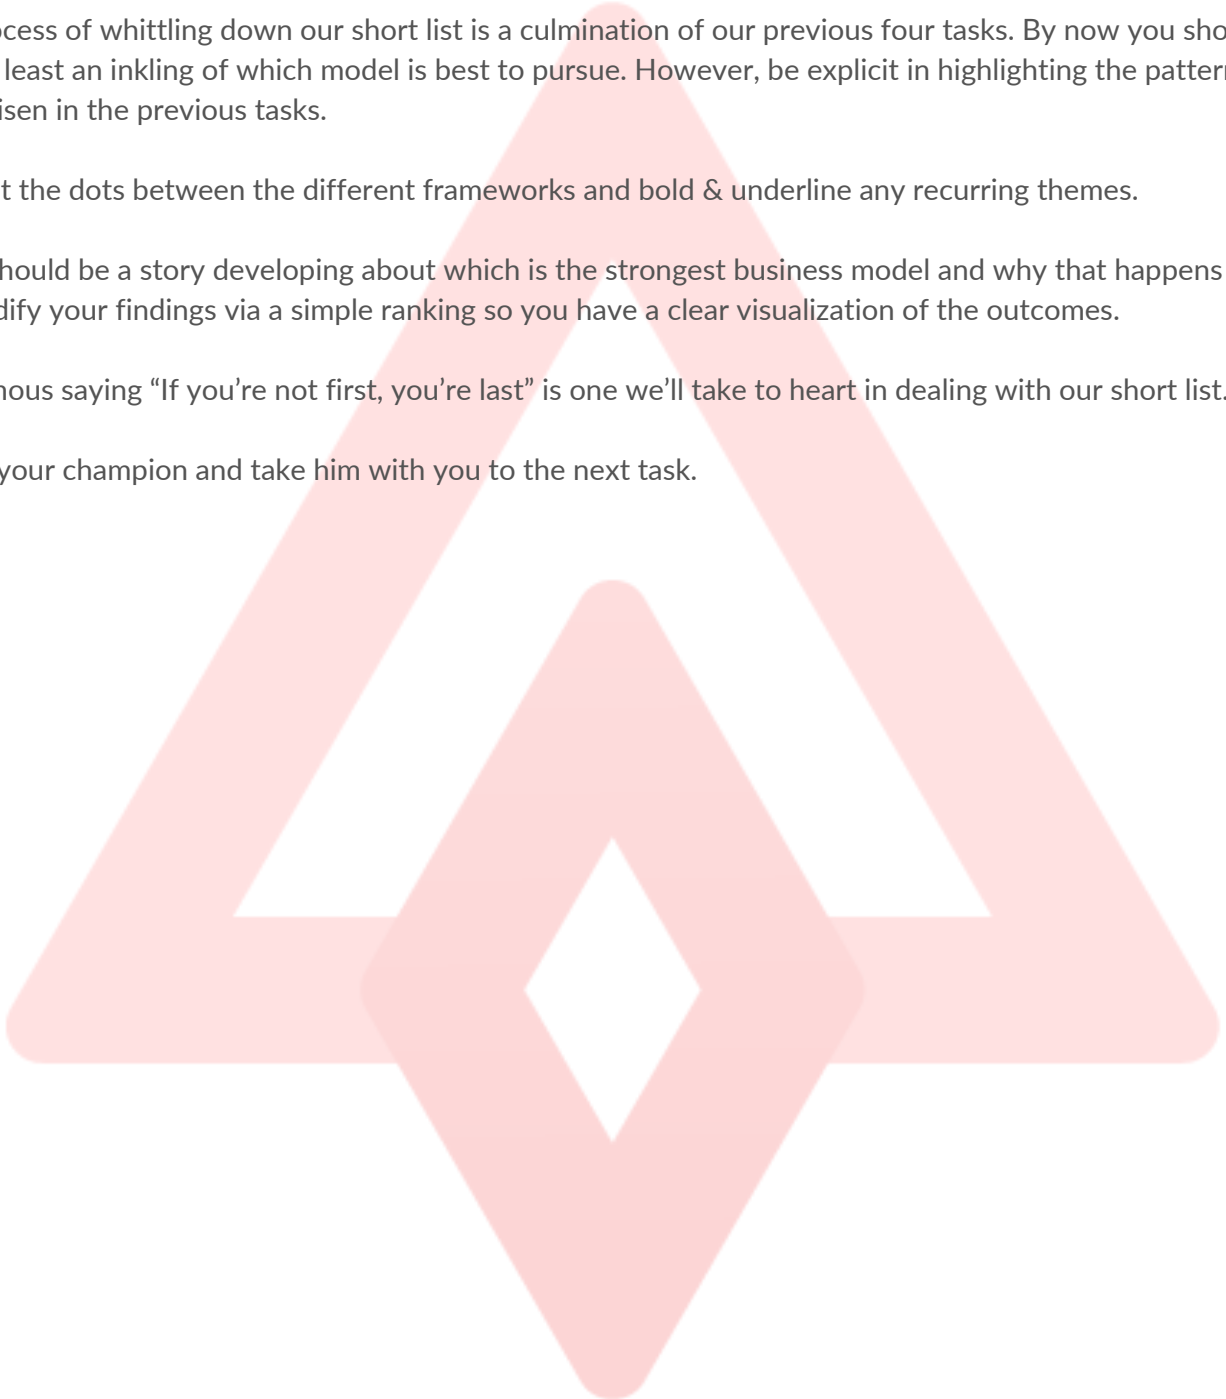 cess of whittling down our short list is a culmination of our previous four tasks. By now you sho
least an inkling of which model is best to pursue. However, be explicit in highlighting the patter
isen in the previous tasks.
t the dots between the different frameworks and bold & underline any recurring themes.
hould be a story developing about which is the strongest business model and why that happens
dify your findings via a simple ranking so you have a clear visualization of the outcomes.
nous saying “If you’re not first, you’re last” is one we’ll take to heart in dealing with our short list.
your champion and take him with you to the next task.